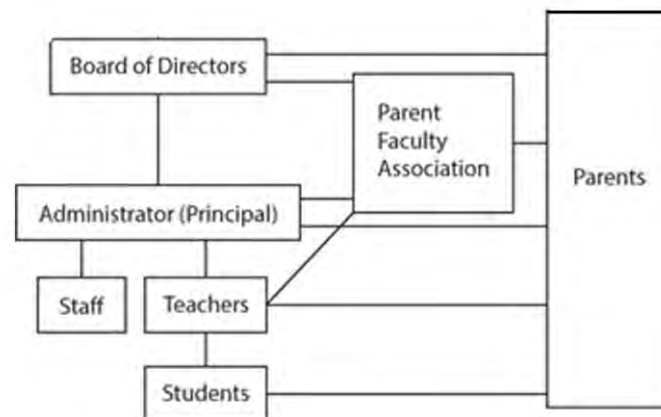 Board of Directors
Parent
Faculty
Association
Parents
Administrator (Principal)
Staff
Teachers
Students